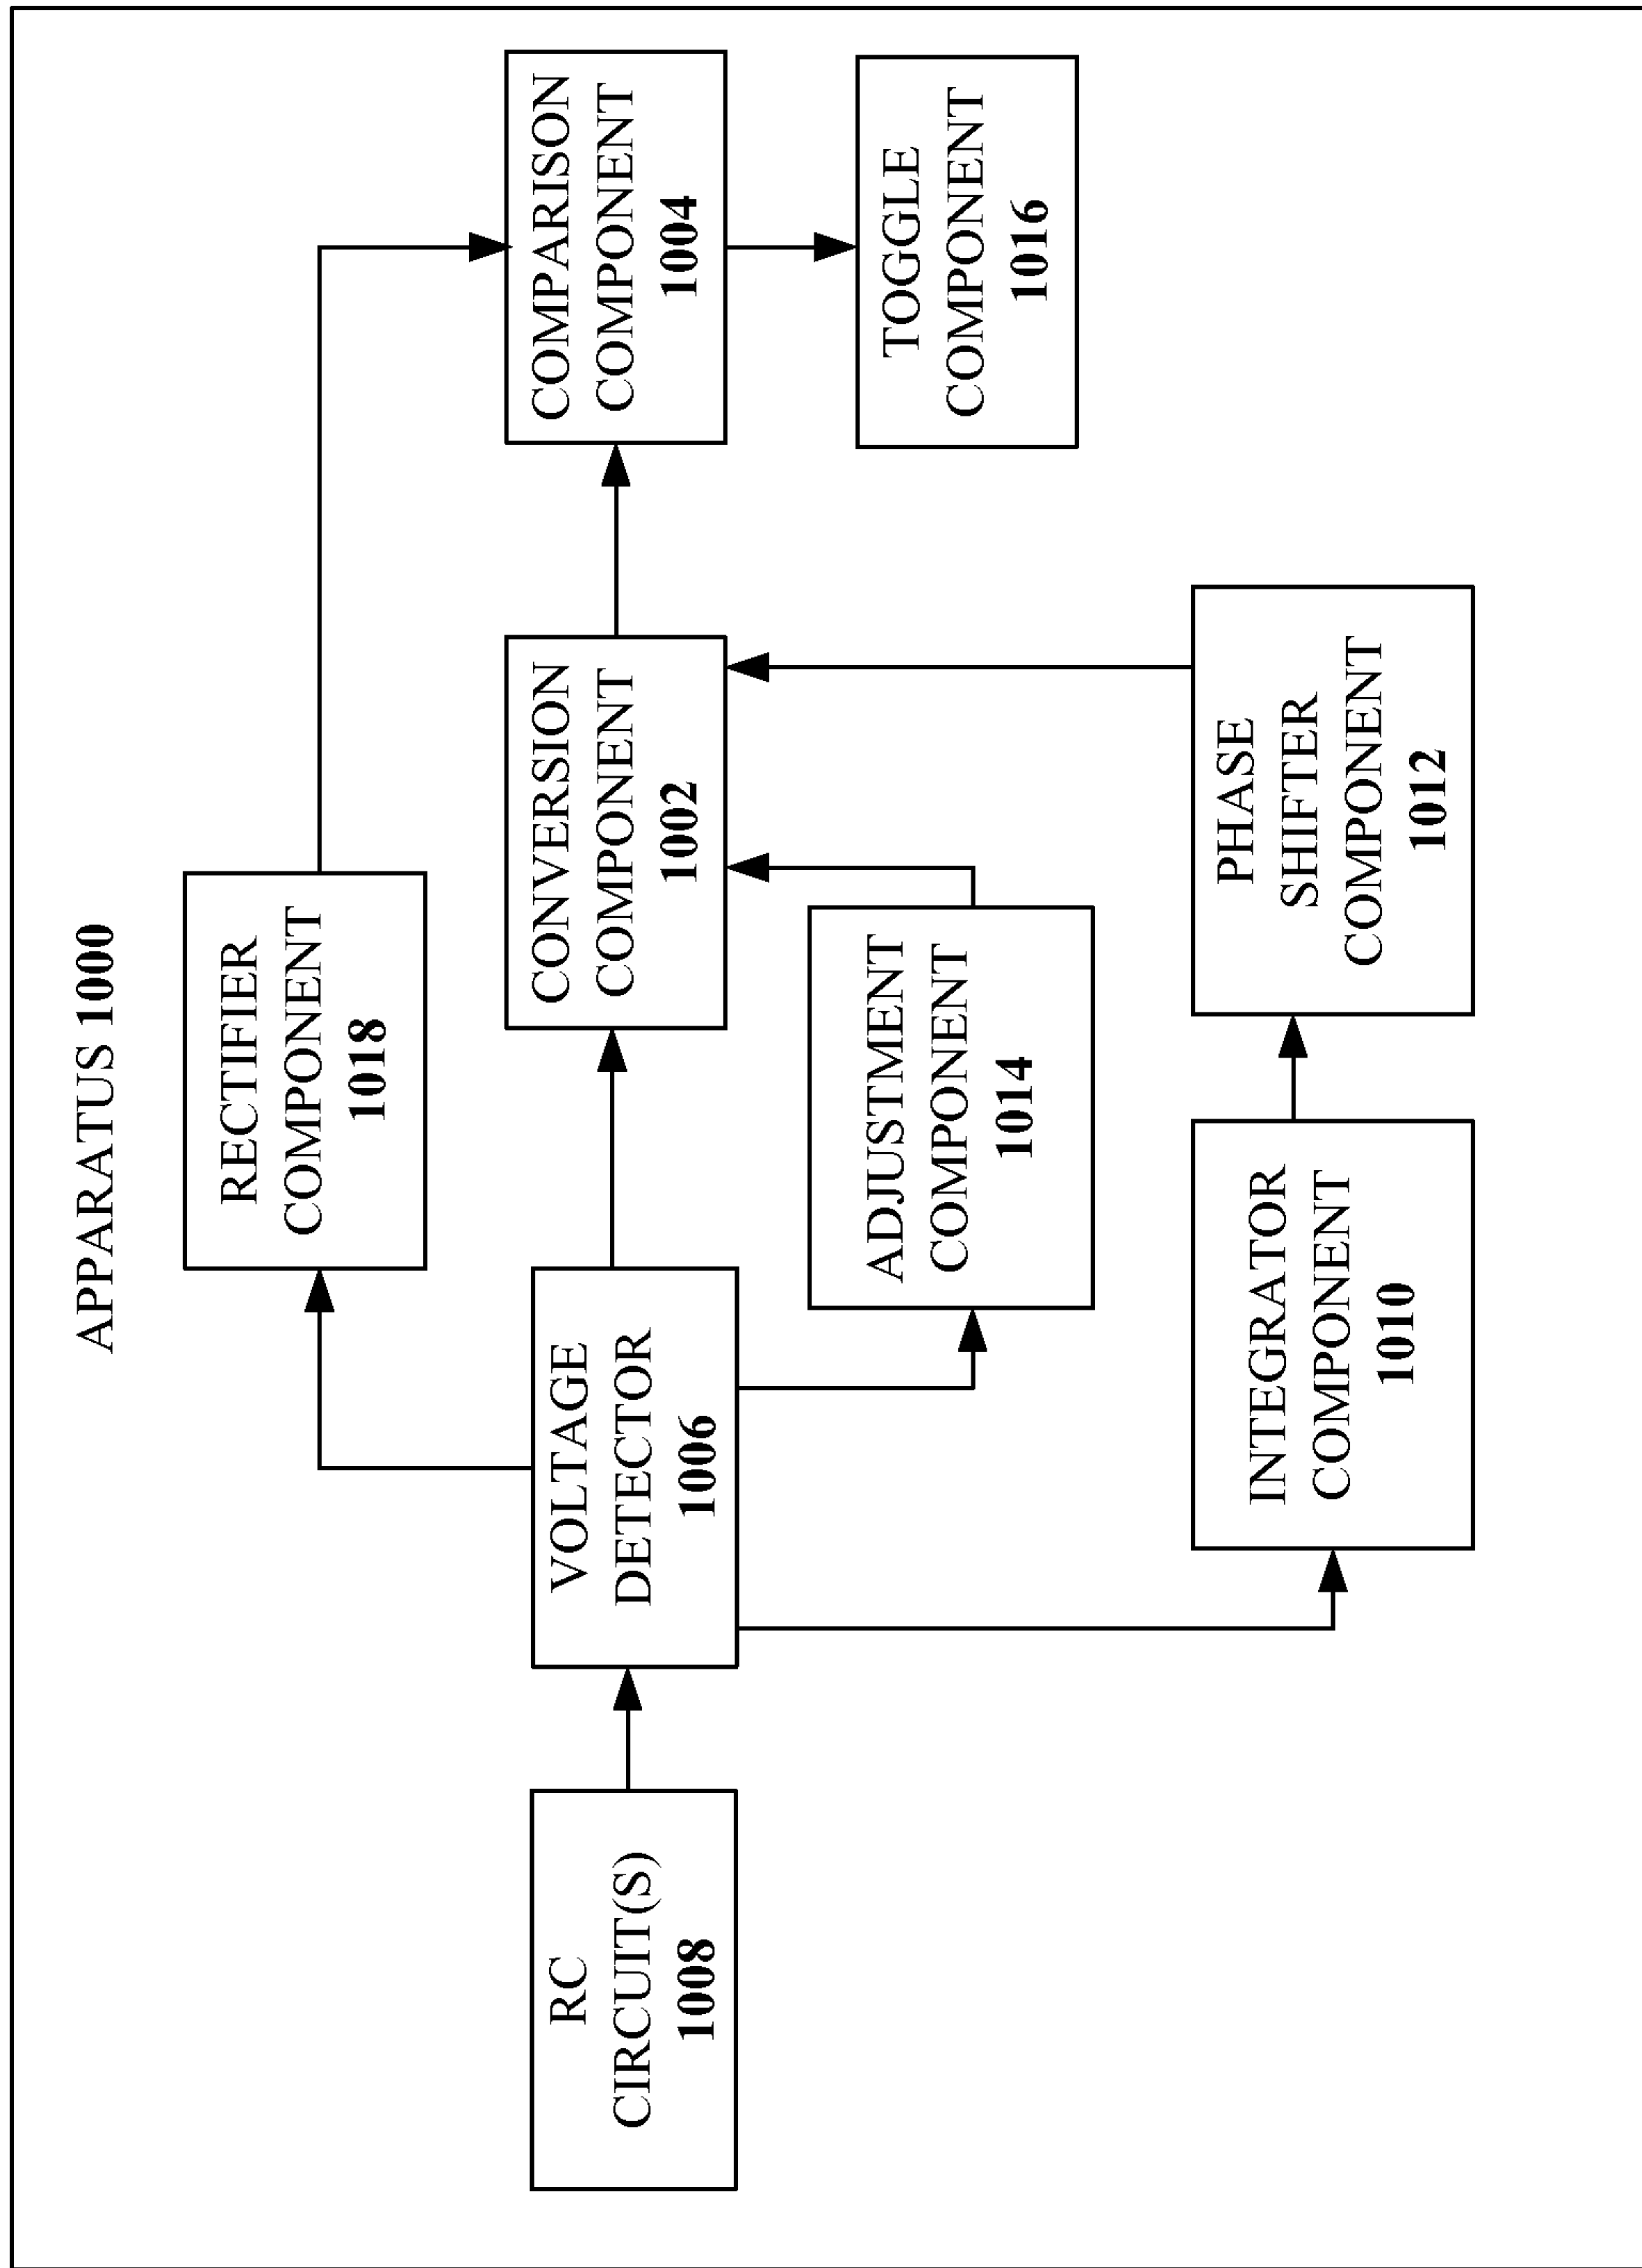 APPARATUS 1000
RECTIFIER
COMPONENT
1018
RC
CIRCUIT(S)
1008
VOLTAGE
DETECTOR
1006
CONVERSION
COMPONENT
1002
COMPARISON
COMPONENT
1004
ADJUSTMENT
COMPONENT
1014
TOGGLE
COMPONENT
1016
INTEGRATOR
COMPONENT
1010
PHASE
SHIFTER
COMPONENT
1012